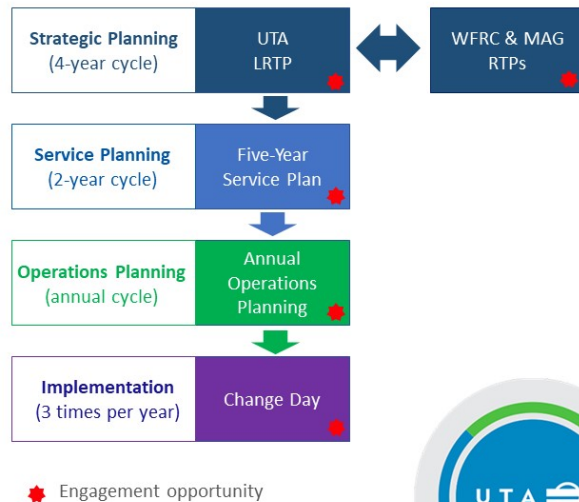 Strategic Planning
(4-year cycle)
UTA
LRTP
WFRC & MAG
RTPs
Service Planning
(2-year cycle)
Five-Year
Service Plan
Operations Planning
(annual cycle)
Annual
Operations
Planning
Implementation
(3 times per year)
Change Day
Engagement opportunity
UTA